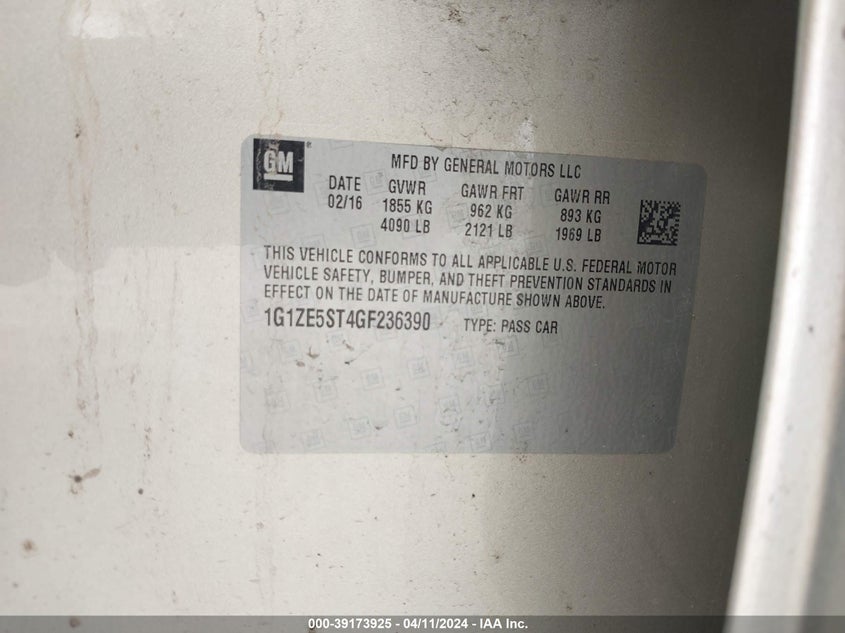 GM ® MFD BY GENERAL MOTORS LLC
DATE GVWR GAWR FRT GAWR RR
02/16 1855 KG 962 KG 893 KG
4090 LB 2121 LB 1969 LB
THIS VEHICLE CONFORMS TO ALL APPLICABLE U.S. FEDERAL MOTOR
VEHICLE SAFETY, BUMPER, AND THEFT PREVENTION STANDARDS IN
EFFECT ON THE DATE OF MANUFACTURE SHOWN ABOVE.
1G1ZE5ST4GF236390 TYPE: PASS CAR
000-39173925 - 04/11/2024 - IAA Inc.